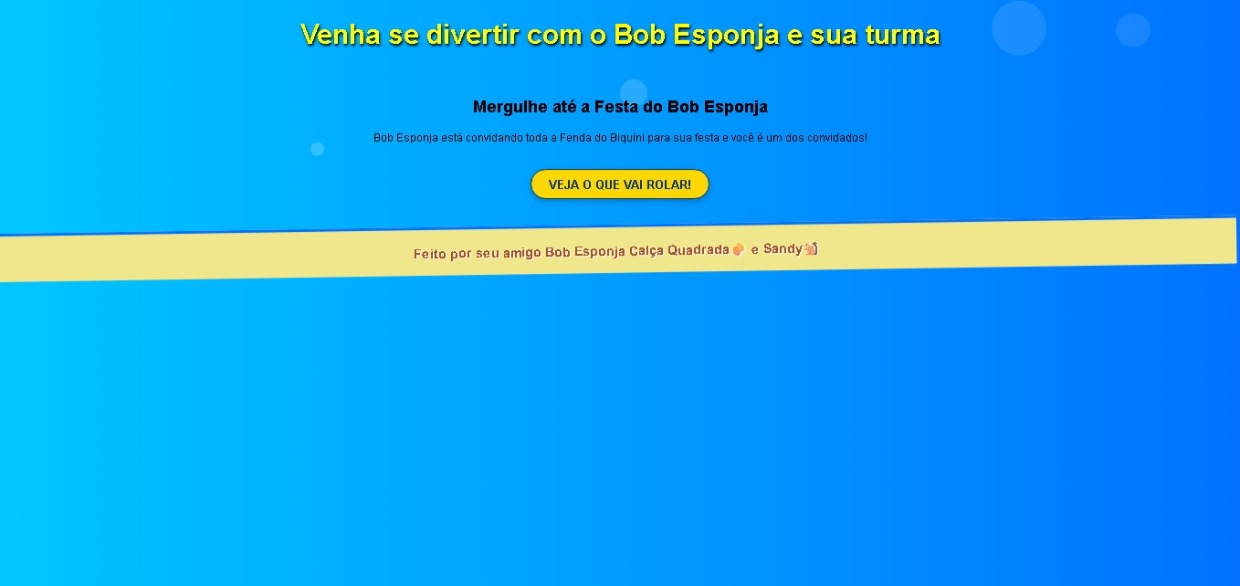 Venha se divertir com o Bob Esponja e sua turma
Mergulhe até a Festa do Bob Esponja
Bob Esponja está convidando toda a Fenda do Biquíni para sua festa e você é um dos convidados!
VEJA O QUE VAI ROLAR!
Feito por seu amigo Bob Esponja Calça Quadrada🧽 e Sandy🐿️